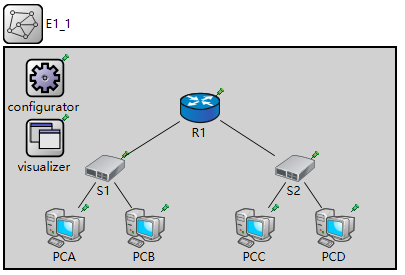 E1_1
configurator
visualizer
R1
S1
S2
PCA
PCB
PCC
PCD